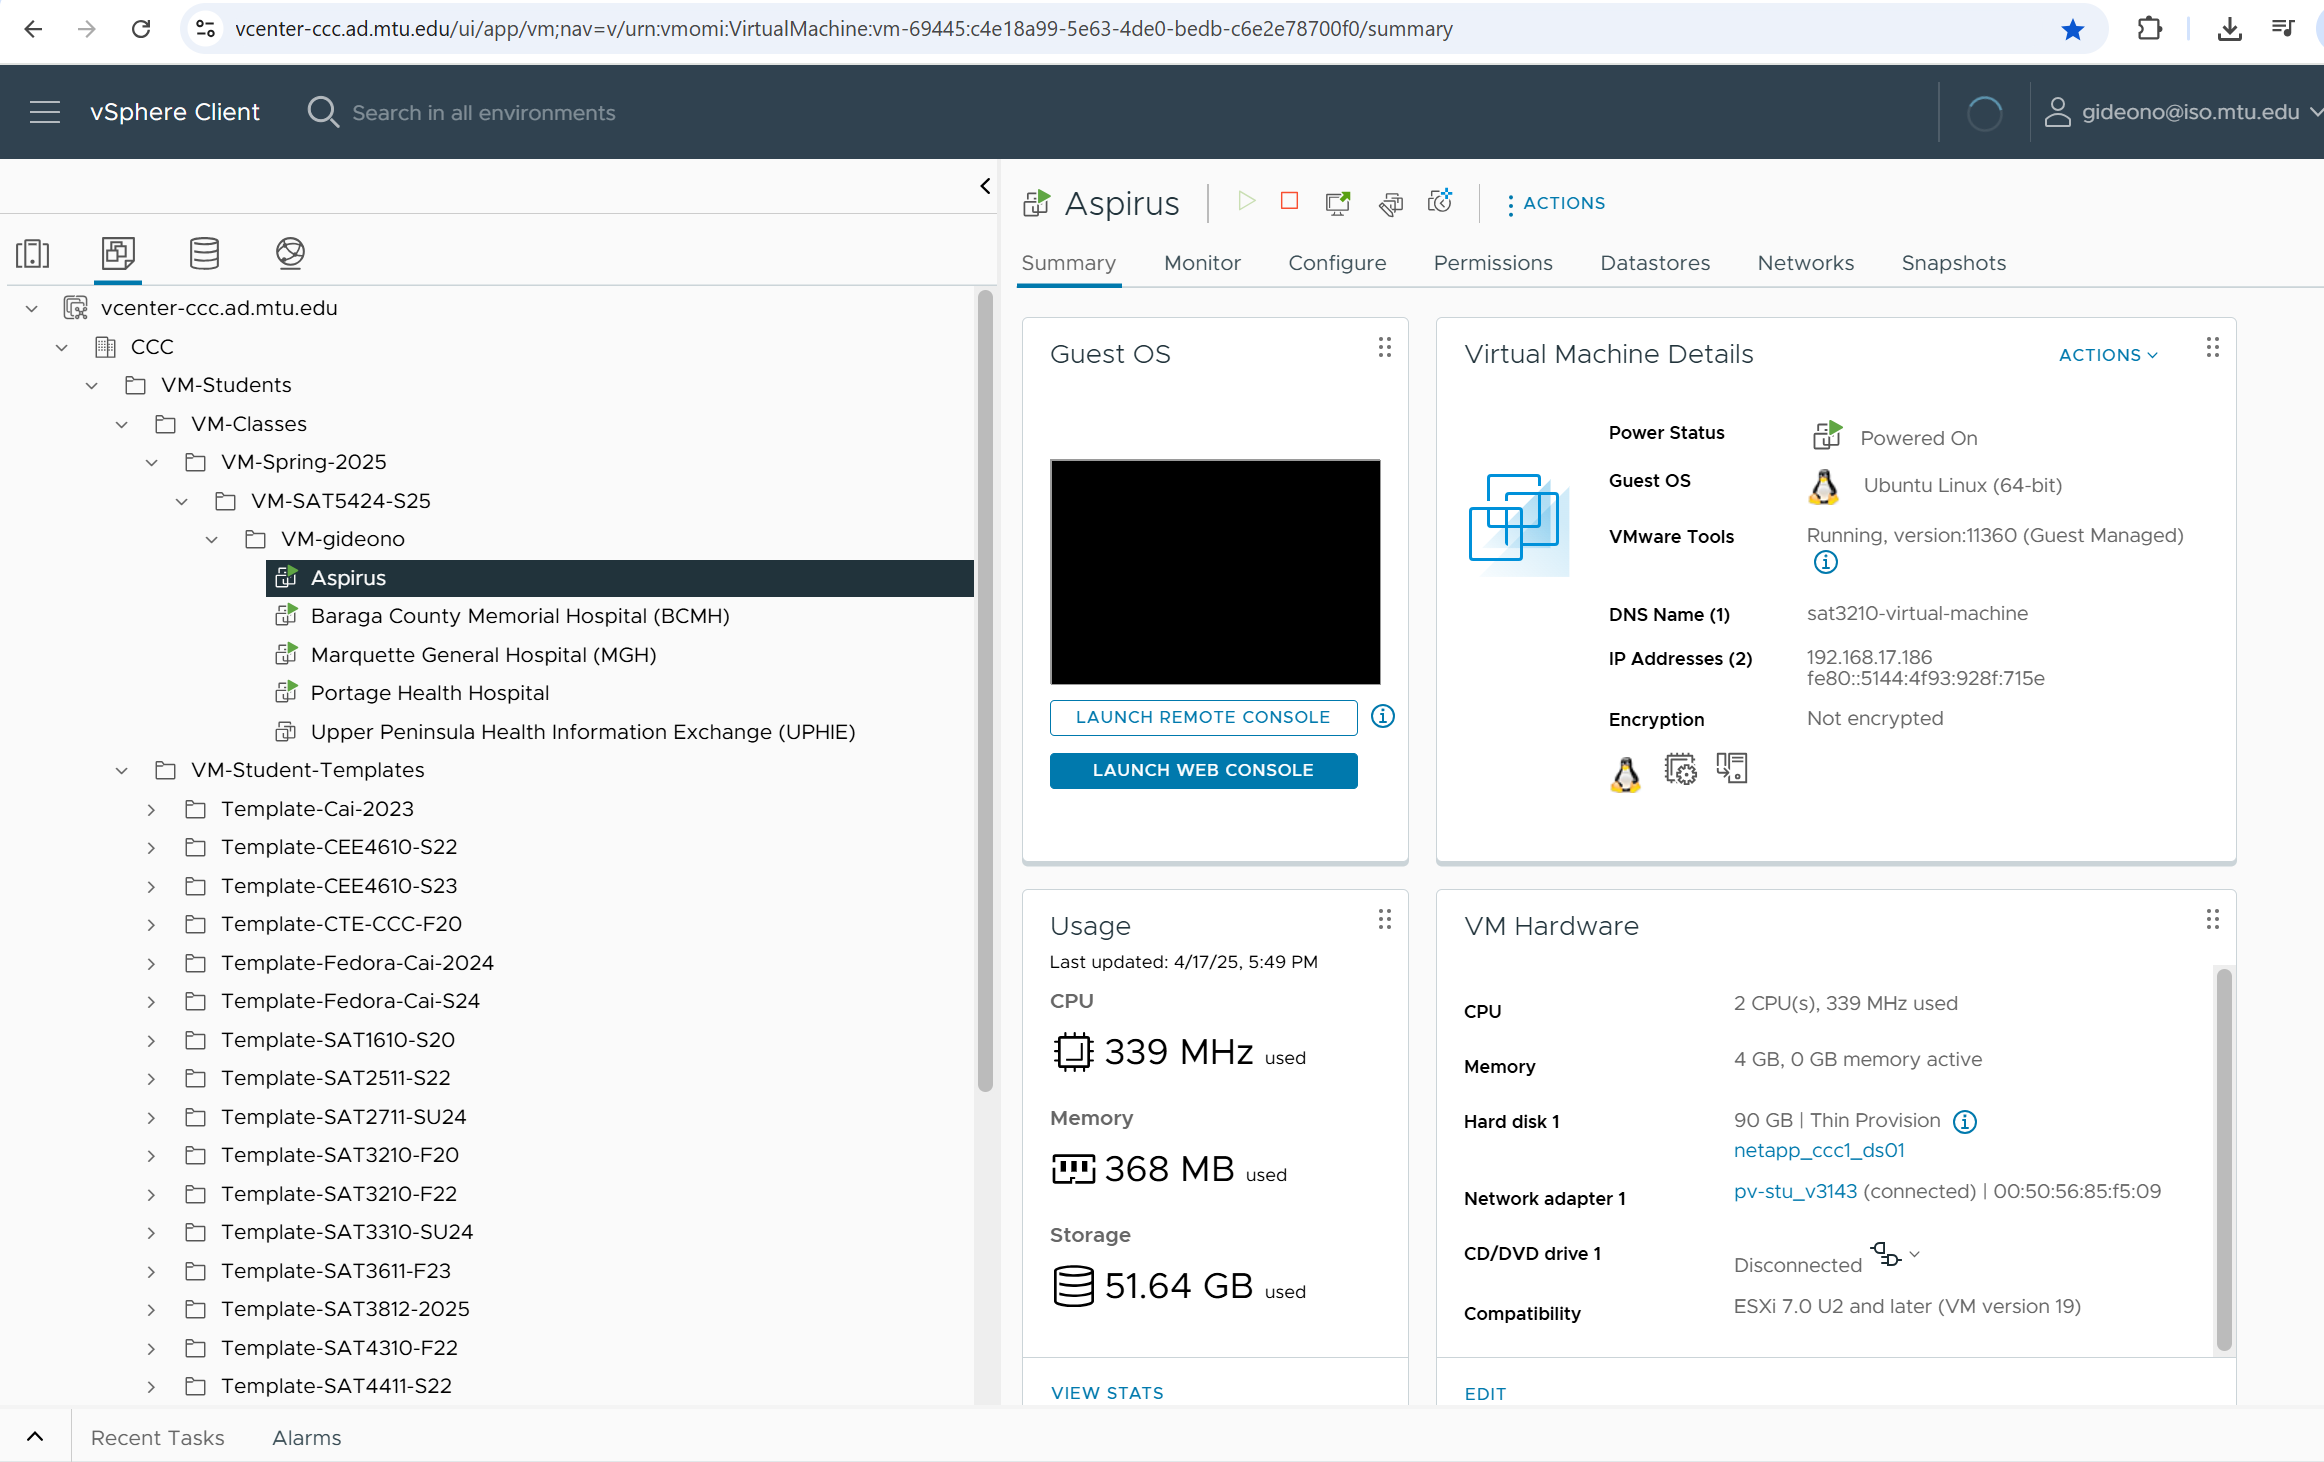 vcenter-ccc.ad.mtu.edu/ui/app/vm;nav=v/urn:vmomi:VirtualMachine:vm-69445:c4e18a99-5e63-4de0-bedb-c6e2e78700f0/summary
vSphere Client
Search in all environments
gideono@iso.mtu.edu
vcenter-ccc.ad.mtu.edu
CCC
VM-Students
VM-Classes
VM-Spring-2025
VM-SAT5424-S25
VM-gideono
Aspirus
Baraga County Memorial Hospital (BCMH)
Marquette General Hospital (MGH)
Portage Health Hospital
Upper Peninsula Health Information Exchange (UPHIE)
VM-Student-Templates
Template-Cai-2023
Template-CEE4610-S22
Template-CEE4610-S23
Template-CTE-CCC-F20
Template-Fedora-Cai-2024
Template-Fedora-Cai-S24
Template-SAT1610-S20
Template-SAT2511-S22
Template-SAT2711-SU24
Template-SAT3210-F20
Template-SAT3210-F22
Template-SAT3310-SU24
Template-SAT3611-F23
Template-SAT3812-2025
Template-SAT4310-F22
Template-SAT4411-S22
Aspirus
ACTIONS
Summary Monitor Configure Permissions Datastores Networks Snapshots
Guest OS
LAUNCH REMOTE CONSOLE
LAUNCH WEB CONSOLE
Virtual Machine Details
ACTIONS
Power Status Powered On
Guest OS Ubuntu Linux (64-bit)
VMware Tools Running, version:11360 (Guest Managed)
DNS Name (1) sat3210-virtual-machine
IP Addresses (2) 192.168.17.186
fe80::5144:4f93:928f:715e
Encryption Not encrypted
Usage
Last updated: 4/17/25, 5:49 PM
CPU
339 MHz used
Memory
368 MB used
Storage
51.64 GB used
VIEW STATS
VM Hardware
CPU 2 CPU(s), 339 MHz used
Memory 4 GB, 0 GB memory active
Hard disk 1 90 GB | Thin Provision
netapp_ccc1_ds01
Network adapter 1 pv-stu_v3143 (connected) | 00:50:56:85:f5:09
CD/DVD drive 1 Disconnected
Compatibility ESXi 7.0 U2 and later (VM version 19)
EDIT
Recent Tasks Alarms